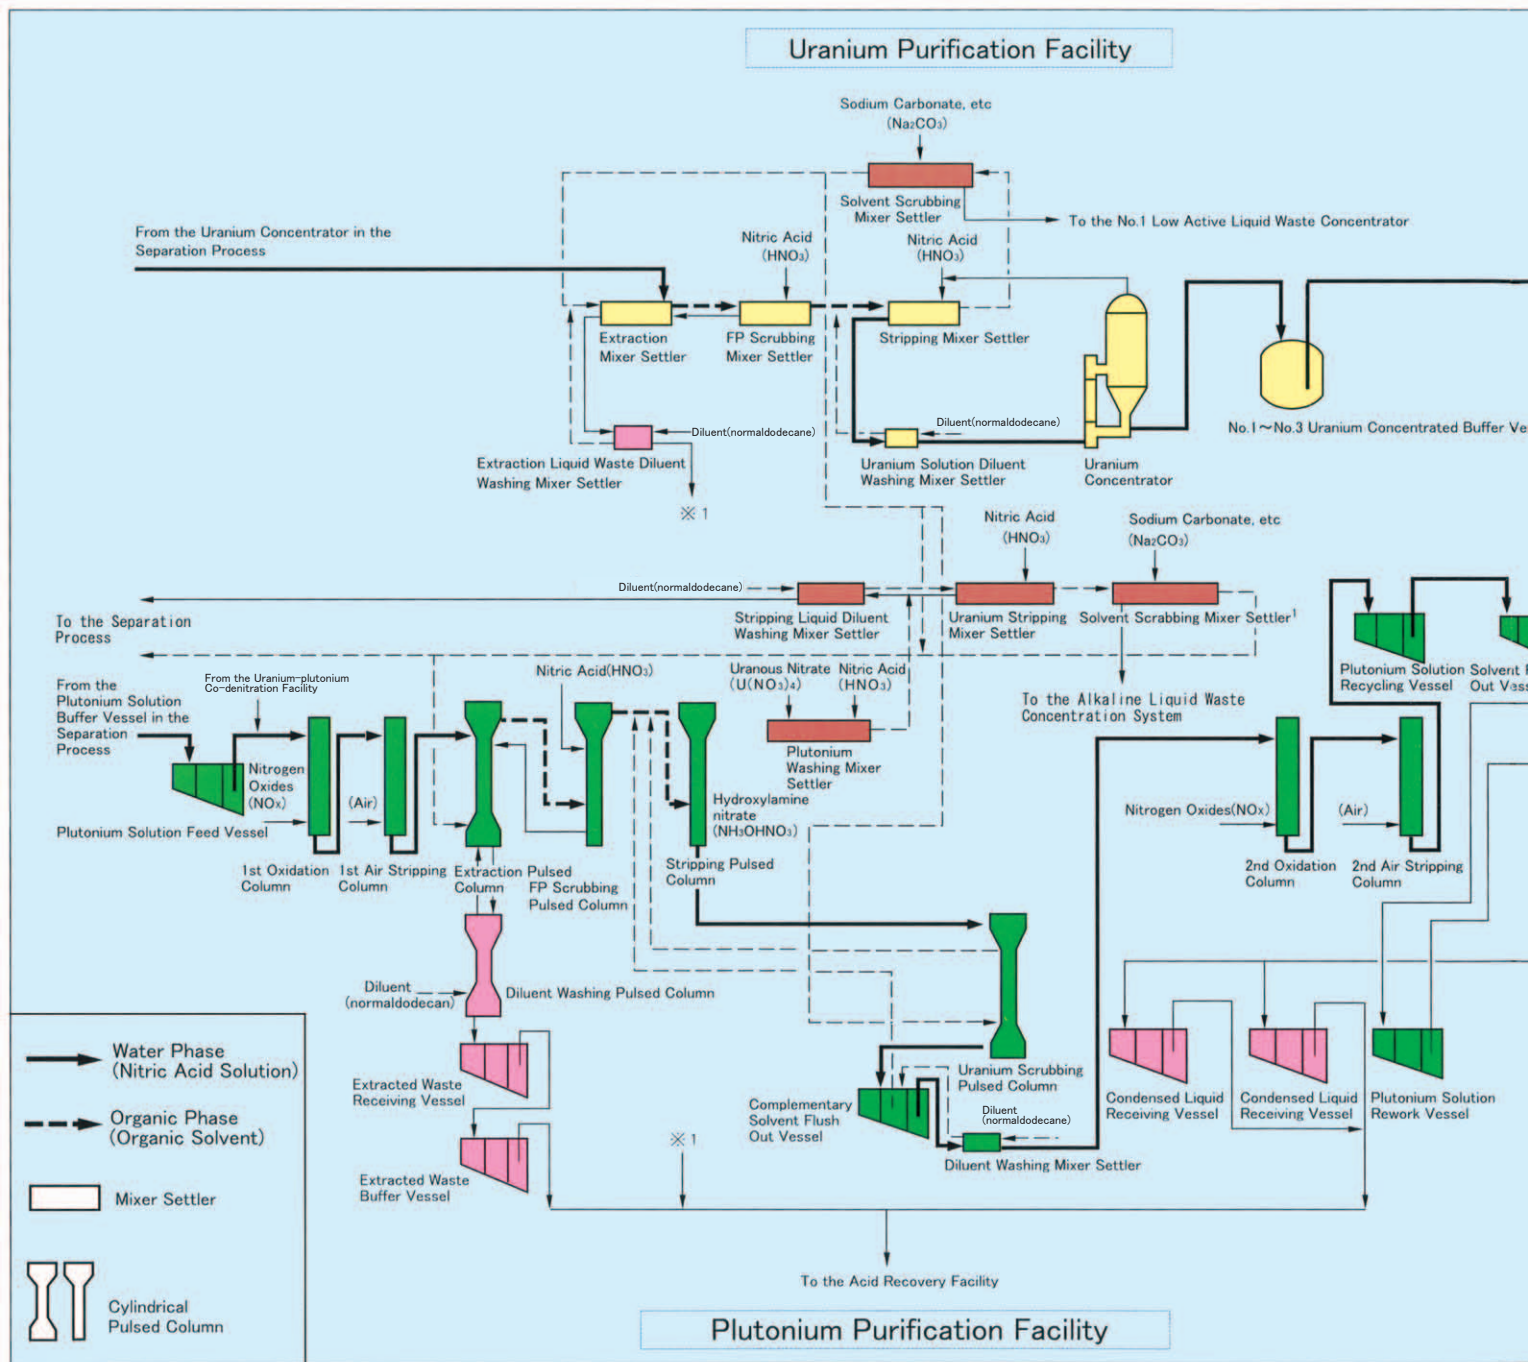 Uranium Purification Facility
Sodium Carbonate, etc
(Na₂CO₃)
Solvent Scrubbing
Mixer Settler
To the No.1 Low Active Liquid Waste Concentrator
From the Uranium Concentrator in the
Separation Process
Nitric Acid
(HNO₃)
Nitric Acid
(HNO₃)
Extraction
Mixer Settler
FP Scrubbing
Mixer Settler
Stripping Mixer Settler
Diluent(normaldodecane)
Diluent(normaldodecane)
No.1～No.3 Uranium Concentrated Buffer Ve
Extraction Liquid Waste Diluent
Washing Mixer Settler
Uranium Solution Diluent
Washing Mixer Settler
Uranium
Concentrator
※ 1
Nitric Acid
(HNO₃)
Sodium Carbonate, etc
(Na₂CO₃)
Diluent(normaldodecane)
To the Separation
Process
Stripping Liquid Diluent
Washing Mixer Settler
Uranium Stripping
Mixer Settler
Solvent Scrabbing Mixer Settler¹
From the
Plutonium Solution
Buffer Vessel in the
Separation
Process
From the Uranium-plutonium
Co-denitration Facility
Nitric Acid(HNO₃)
Uranous Nitrate
(U(NO₃)₄)
Nitric Acid
(HNO₃)
Plutonium Solution
Recycling Vessel
Solvent
Out Vess
To the Alkaline Liquid Waste
Concentration System
Plutonium
Washing Mixer
Settler
Nitrogen
Oxides
(NOx)
(Air)
Plutonium Solution Feed Vessel
Hydroxylamine
nitrate
(NH₃OHNO₃)
Nitrogen Oxides(NOx)
(Air)
1st Oxidation
Column
1st Air Stripping
Column
Extraction Pulsed
Column
FP Scrubbing
Pulsed Column
Stripping Pulsed
Column
2nd Oxidation
Column
2nd Air Stripping
Column
Diluent
(normaldodecan)
Diluent Washing Pulsed Column
Water Phase
(Nitric Acid Solution)
Organic Phase
(Organic Solvent)
Mixer Settler
Cylindrical
Pulsed Column
Extracted Waste
Receiving Vessel
Extracted Waste
Buffer Vessel
Uranium Scrubbing
Pulsed Column
Complementary
Solvent Flush
Out Vessel
Diluent
(normaldodecane)
Diluent Washing Mixer Settler
Condensed Liquid
Receiving Vessel
Condensed Liquid
Receiving Vessel
Plutonium Solution
Rework Vessel
※ 1
To the Acid Recovery Facility
Plutonium Purification Facility